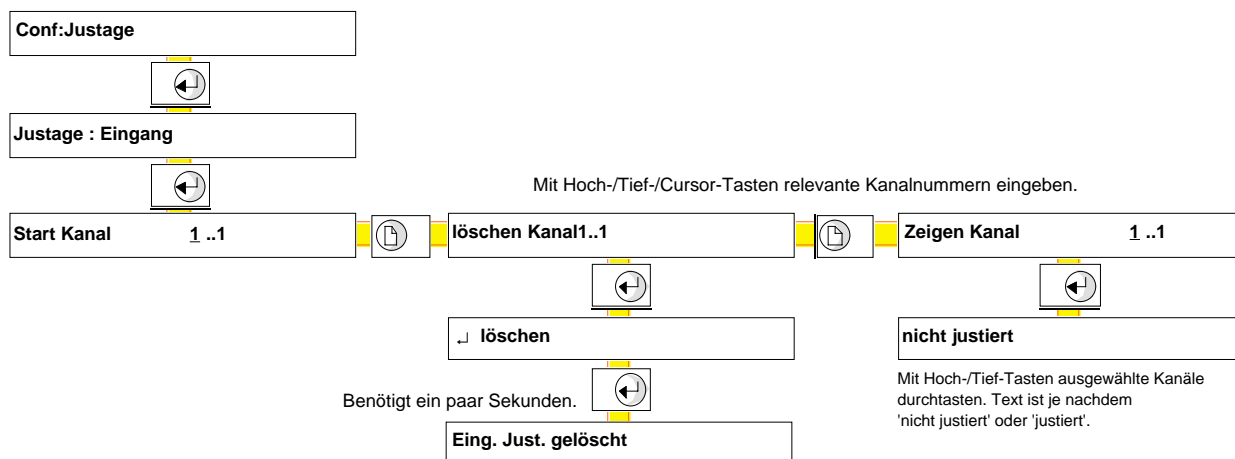 Conf:Justage
Justage : Eingang
Mit Hoch-/Tief-/Cursor-Tasten relevante Kanalnummern eingeben.
Start Kanal 1 ..1
löschen Kanal1..1
Zeigen Kanal 1 ..1
↵ löschen
nicht justiert
Mit Hoch-/Tief-Tasten ausgewählte Kanäle
durchtasten. Text ist je nachdem
'nicht justiert' oder 'justiert'.
Benötigt ein paar Sekunden.
Eing. Just. gelöscht